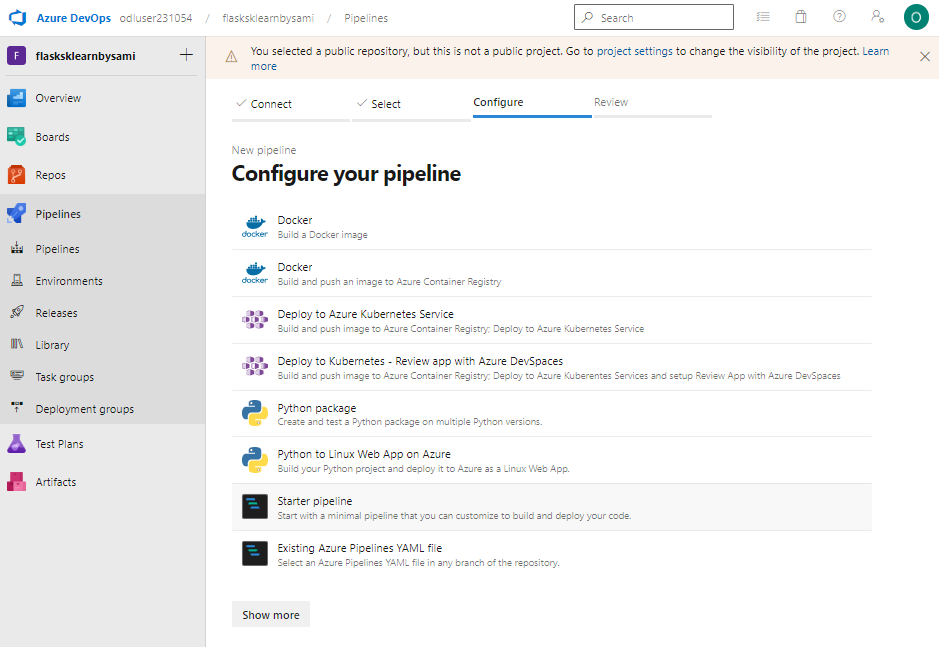 Azure DevOps odluser231054 / flasksklearnbysami / Pipelines
Search
O
F flasksklearnbysami
You selected a public repository, but this is not a public project. Go to project settings to change the visibility of the project. Learn
more
Overview
Boards
Repos
Pipelines
Pipelines
Environments
Releases
Library
Task groups
Deployment groups
Test Plans
Artifacts
Connect
Select
Configure
Review
New pipeline
Configure your pipeline
docker
Docker
Build a Docker image
docker
Docker
Build and push an image to Azure Container Registry
Deploy to Azure Kubernetes Service
Build and push image to Azure Container Registry; Deploy to Azure Kubernetes Service
Deploy to Kubernetes - Review app with Azure DevSpaces
Build and push image to Azure Container Registry; Deploy to Azure Kuberentes Services and setup Review App with Azure DevSpaces
Python package
Create and test a Python package on multiple Python versions.
Python to Linux Web App on Azure
Build your Python project and deploy it to Azure as a Linux Web App.
Starter pipeline
Start with a minimal pipeline that you can customize to build and deploy your code.
Existing Azure Pipelines YAML file
Select an Azure Pipelines YAML file in any branch of the repository.
Show more